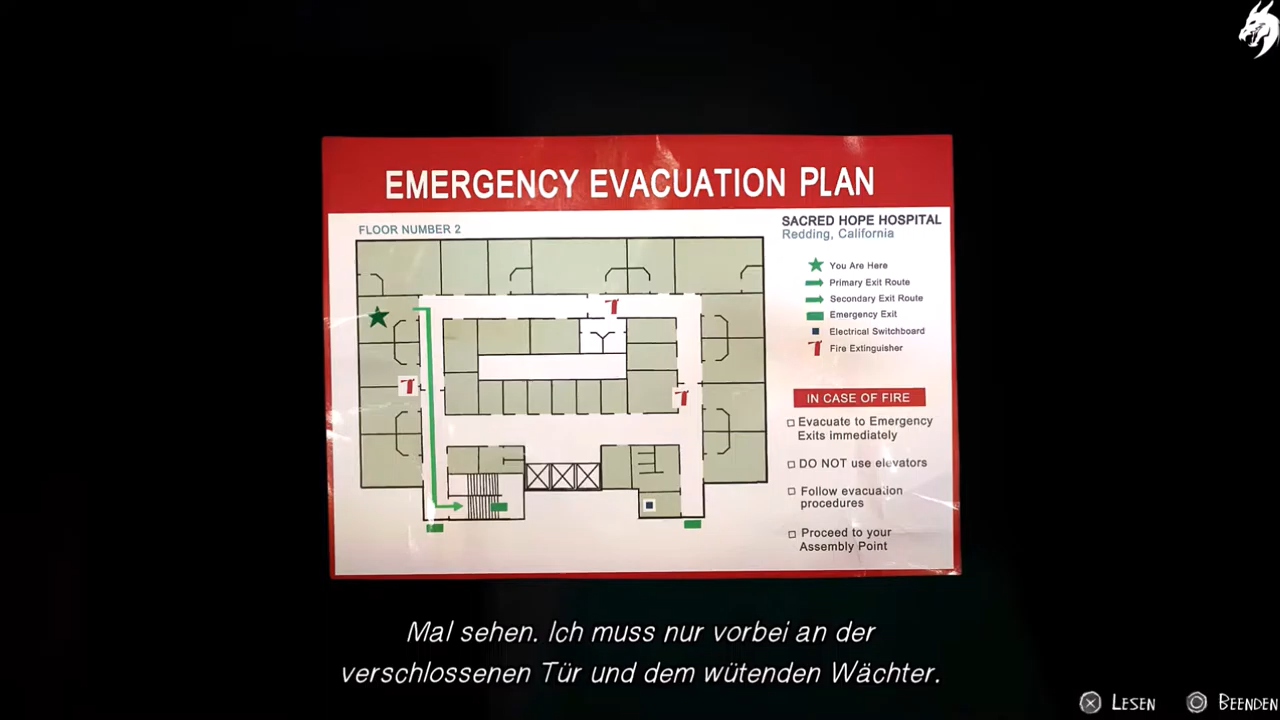 EMERGENCY EVACUATION PLAN
FLOOR NUMBER 2
SACRED HOPE HOSPITAL
Redding, California
You Are Here
Primary Exit Route
Secondary Exit Route
Emergency Exit
Electrical Switchboard
Fire Extinguisher
IN CASE OF FIRE
Evacuate to Emergency
Exits immediately
DO NOT use elevators
Follow evacuation
procedures
Proceed to your
Assembly Point
Mal sehen. Ich muss nur vorbei an der
verschlossenen Tür und dem wütenden Wächter.
LESEN BEENDEN